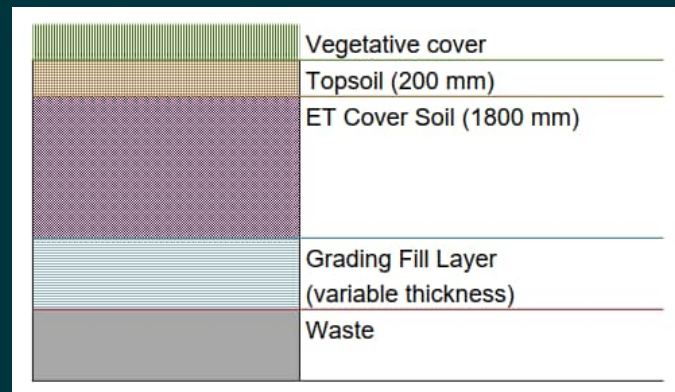 Vegetative cover
Topsoil (200 mm)
ET Cover Soil (1800 mm)
Grading Fill Layer
(variable thickness)
Waste